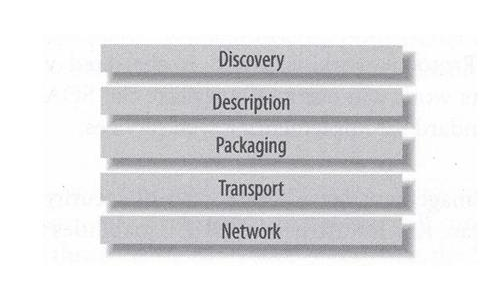 Discovery
Description
Packaging
Transport
Network